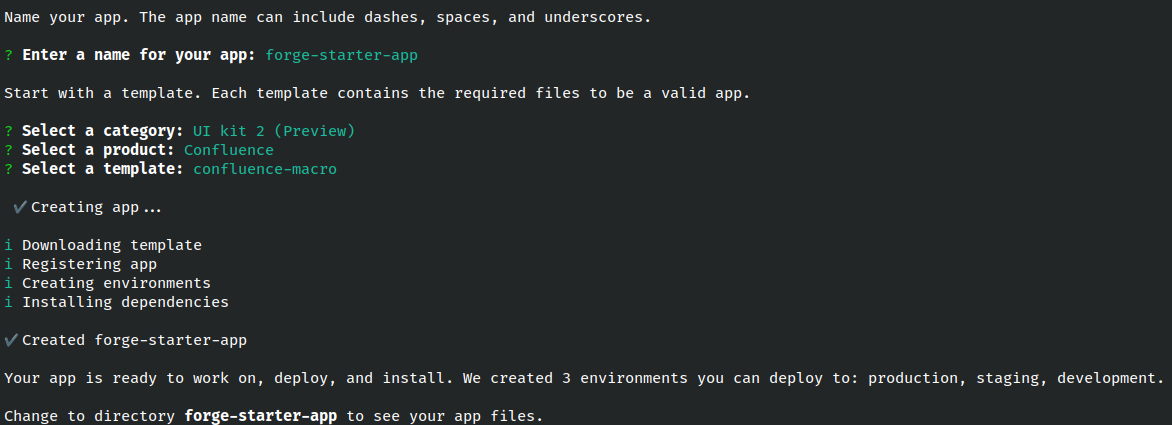 Name your app. The app name can include dashes, spaces, and underscores.
? Enter a name for your app: forge-starter-app
Start with a template. Each template contains the required files to be a valid app.
? Select a category: UI kit 2 (Preview)
? Select a product: Confluence
? Select a template: confluence-macro
✔Creating app...
i Downloading template
i Registering app
i Creating environments
i Installing dependencies
✔Created forge-starter-app
Your app is ready to work on, deploy, and install. We created 3 environments you can deploy to: production, staging, development.
Change to directory forge-starter-app to see your app files.